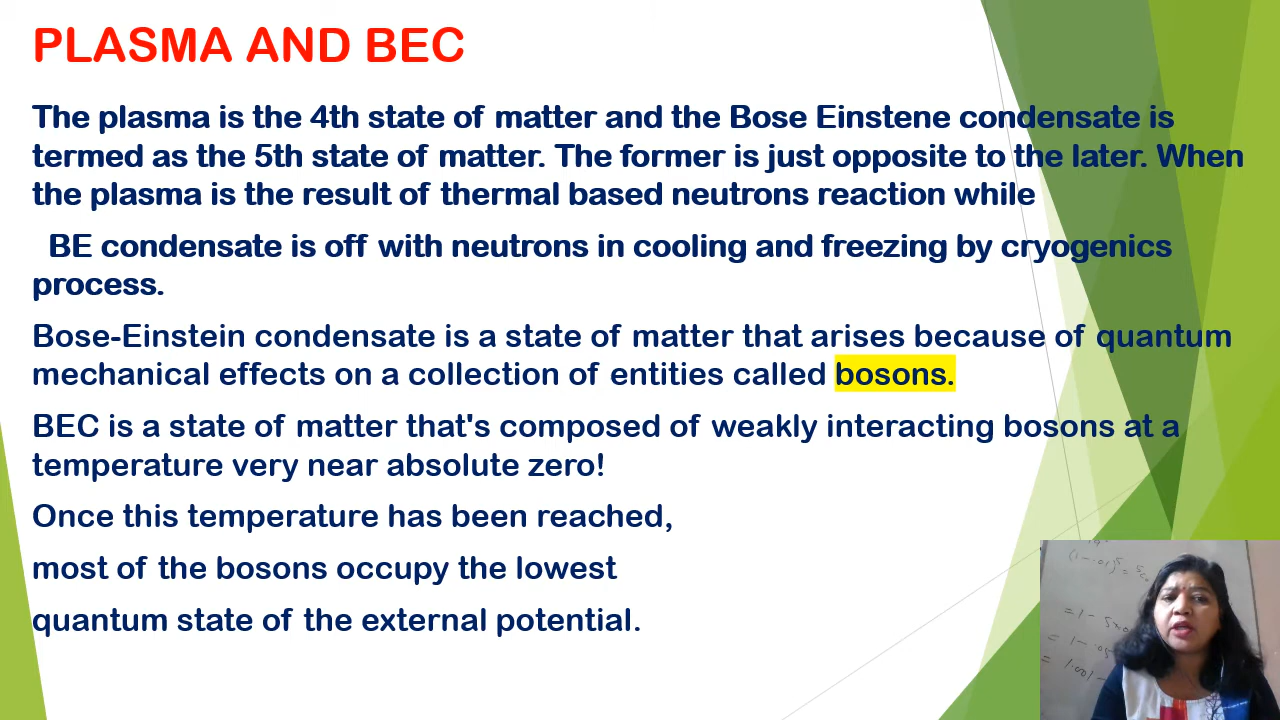 PLASMA AND BEC
The plasma is the 4th state of matter and the Bose Einstene condensate is
termed as the 5th state of matter. The former is just opposite to the later. When
the plasma is the result of thermal based neutrons reaction while
BE condensate is off with neutrons in cooling and freezing by cryogenics
process.
Bose-Einstein condensate is a state of matter that arises because of quantum
mechanical effects on a collection of entities called bosons.
BEC is a state of matter that's composed of weakly interacting bosons at a
temperature very near absolute zero!
Once this temperature has been reached,
most of the bosons occupy the lowest
quantum state of the external potential.